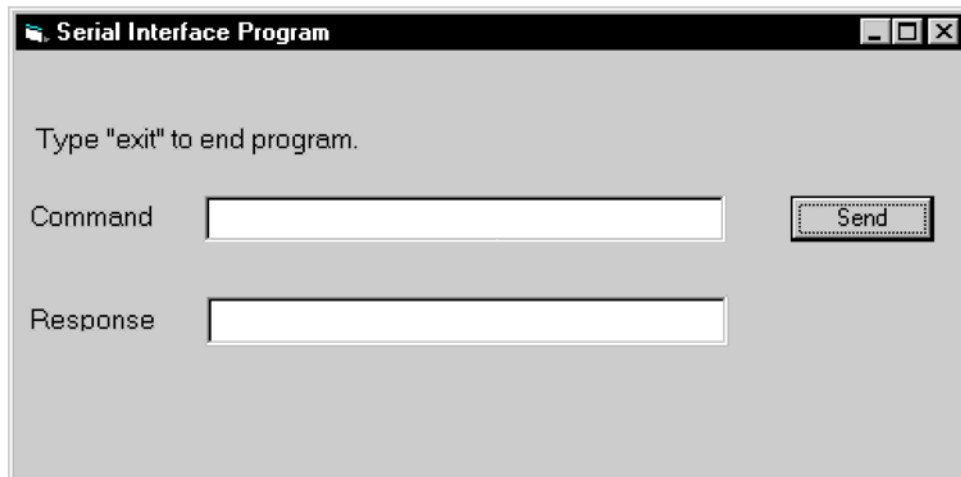 Serial Interface Program
Type "exit" to end program.
Command
Send
Response